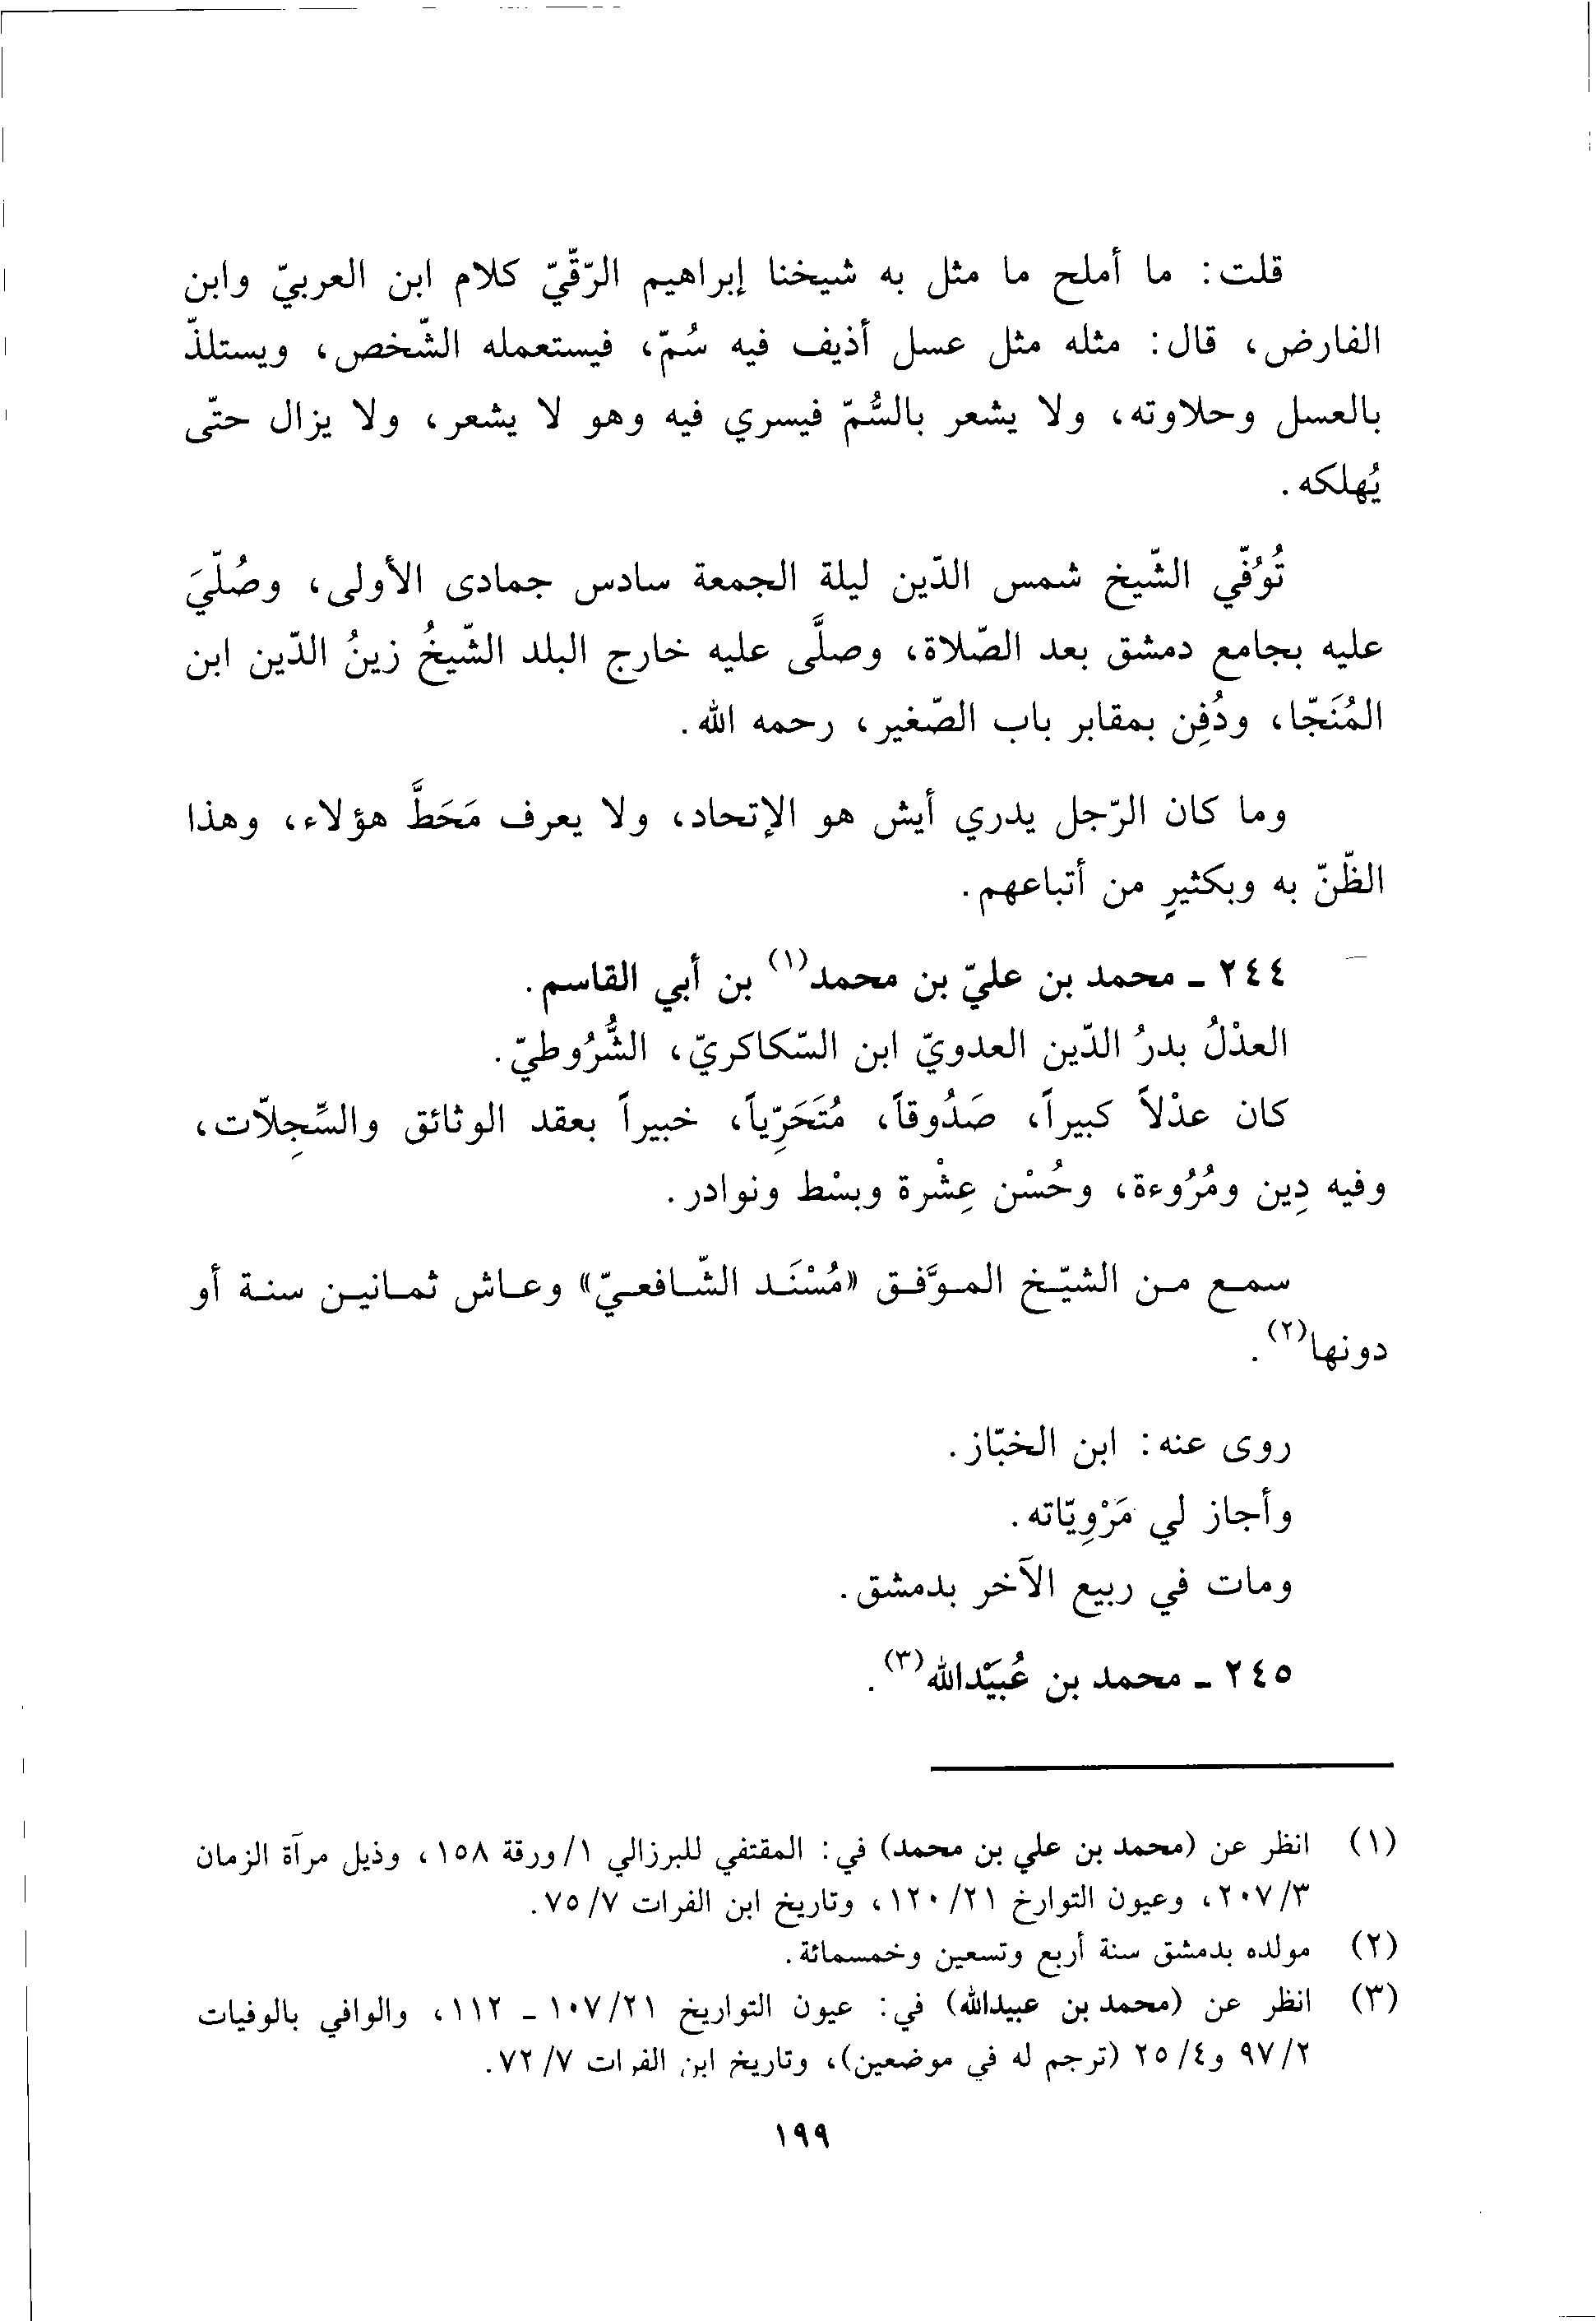 قلت: ما أملح ما مثل به شيخنا إبراهيم الرّقّيّ كلام ابن العربيّ وابن
الفارض، قال: مثله مثل عسل أذيف فيه سُمّ، فيستعمله الشّخص، ويستلذّ
بالعسل وحلاوته، ولا يشعر بالسُّمّ فيسري فيه وهو لا يشعر، ولا يزال حتّى
يُهلكه.
تُوُفّي الشّيخ شمس الدّين ليلة الجمعة سادس جمادى الأولى، وصُلّيَ
عليه بجامع دمشق بعد الصّلاة، وصلَّى عليه خارج البلد الشّيخُ زينُ الدّين ابن
المُنَجّا، ودُفِن بمقابر باب الصّغير، رحمه الله.
وما كان الرّجل يدري أيش هو الإتحاد، ولا يعرف مَحَطَّ هؤلاء، وهذا
الظّنّ به وبكثيرٍ من أتباعهم.
٢٤٤ ـ محمد بن عليّ بن محمد(١) بن أبي القاسم.
العذْلُ بدرُ الدّين العدويّ ابن السّكاكريّ، الشُّرُوطيّ.
كان عدْلاً كبيراً، صَدُوقاً، مُتَحَرِّياً، خبيراً بعقد الوثائق والسِّجِلاّت،
وفيه دِين ومُرُوءة، وحُسْن عِشْرة وبسْط ونوادر.
سمع من الشيّخ الموَّفق «مُسْنَد الشّافعيّ» وعاش ثمانين سنة أو
دونها(٢).
روى عنه: ابن الخبّاز.
وأجاز لي مَرْوِيّاته.
ومات في ربيع الآخر بدمشق.
٢٤٥ ـ محمد بن عُبَيْدالله(٣).
(١) انظر عن (محمد بن علي بن محمد) في: المقتفي للبرزالي ١/ورقة ١٥٨، وذيل مرآة الزمان
٢٠٧/٣، وعيون التوارخ ١٢٠/٢١، وتاريخ ابن الفرات ٧٥/٧.
(٢) مولده بدمشق سنة أربع وتسعين وخمسمائة.
(٣) انظر عن (محمد بن عبيدالله) في: عيون التواريخ ١٠٧/٢١ ـ ١١٢، والوافي بالوفيات
٩٧/٢ و٢٥/٤ (ترجم له في موضعين)، وتاريخ ابن الفرات ٧٢/٧.
١٩٩